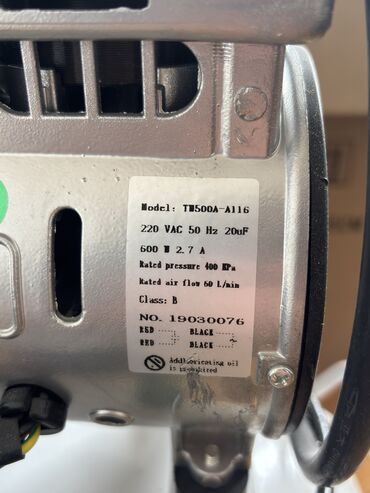 Model: TW500A-A116
220 VAC 50 Hz 20uF
600 W 2.7 A
Rated pressure 400 KPa
Rated air flow 60 L/min
Class: B
NO. 19030076
RED BLACK
RED BLACK ~
Add lubricating oil
is prohibited